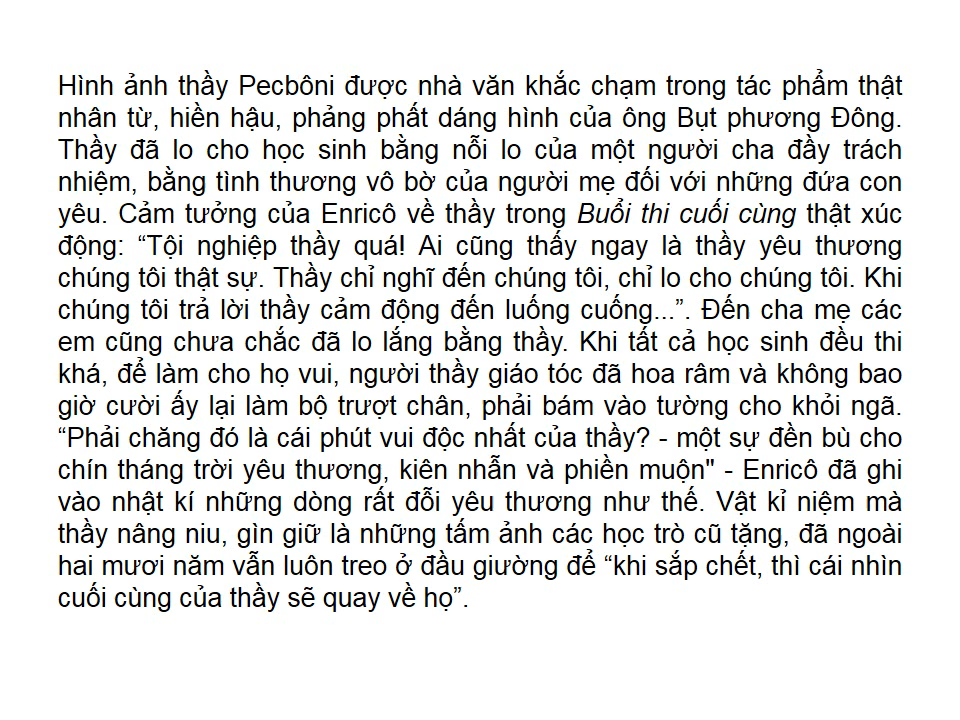 Hình ảnh thầy Pecbôni được nhà văn khắc chạm trong tác phẩm thật
nhân từ, hiền hậu, phảng phất dáng hình của ông Bụt phương Đông.
Thầy đã lo cho học sinh bằng nỗi lo của một người cha đầy trách
nhiệm, bằng tình thương vô bờ của người mẹ đối với những đứa con
yêu. Cảm tưởng của Enricô về thầy trong Buổi thi cuối cùng thật xúc
động: “Tội nghiệp thầy quá! Ai cũng thấy ngay là thầy yêu thương
chúng tôi thật sự. Thầy chỉ nghĩ đến chúng tôi, chỉ lo cho chúng tôi. Khi
chúng tôi trả lời thầy cảm động đến luống cuống...”. Đến cha mẹ các
em cũng chưa chắc đã lo lắng bằng thầy. Khi tất cả học sinh đều thi
khá, để làm cho họ vui, người thầy giáo tóc đã hoa râm và không bao
giờ cười ấy lại làm bộ trượt chân, phải bám vào tường cho khỏi ngã.
“Phải chăng đó là cái phút vui độc nhất của thầy? - một sự đền bù cho
chín tháng trời yêu thương, kiên nhẫn và phiền muộn" - Enricô đã ghi
vào nhật kí những dòng rất đỗi yêu thương như thế. Vật kỉ niệm mà
thầy nâng niu, gìn giữ là những tấm ảnh các học trò cũ tặng, đã ngoài
hai mươi năm vẫn luôn treo ở đầu giường để “khi sắp chết, thì cái nhìn
cuối cùng của thầy sẽ quay về họ”.